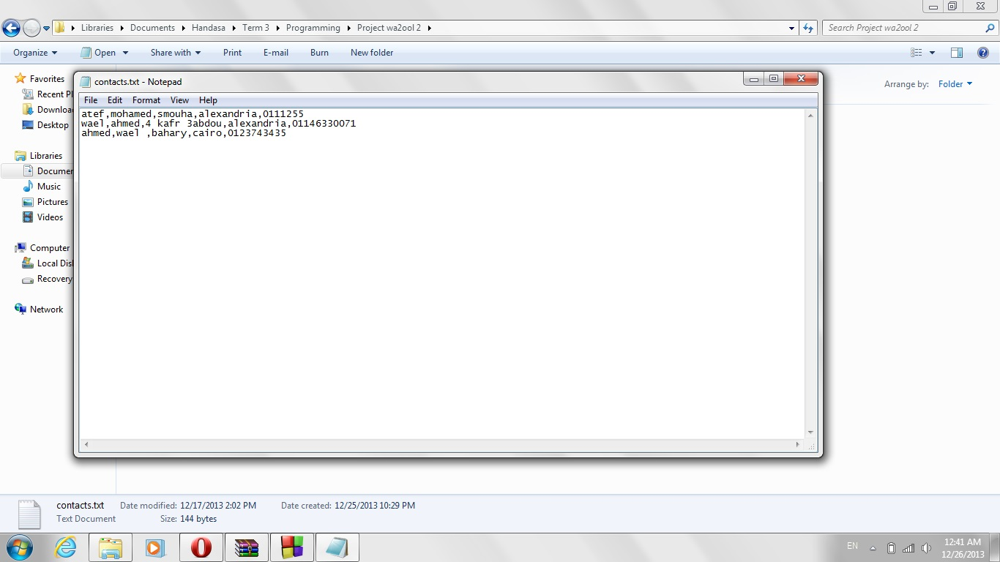 Libraries Documents Handasa Term 3 Programming Project wa2ool 2
Search Project wa2ool 2
Organize Open Share with Print E-mail Burn New folder
Favorites
Recent Pl
Downloa
Desktop
Libraries
Documen
Music
Pictures
Videos
Computer
Local Disk
Recovery
Network
Arrange by: Folder
contacts.txt - Notepad
File Edit Format View Help
atef,mohamed,smouha,alexandria,0111255
wael,ahmed,4 kafr 3abdou,alexandria,01146330071
ahmed,wael ,bahary,cairo,0123743435
contacts.txt Date modified: 12/17/2013 2:02 PM Date created: 12/25/2013 10:29 PM
Text Document Size: 144 bytes
EN
12:41 AM
12/26/2013